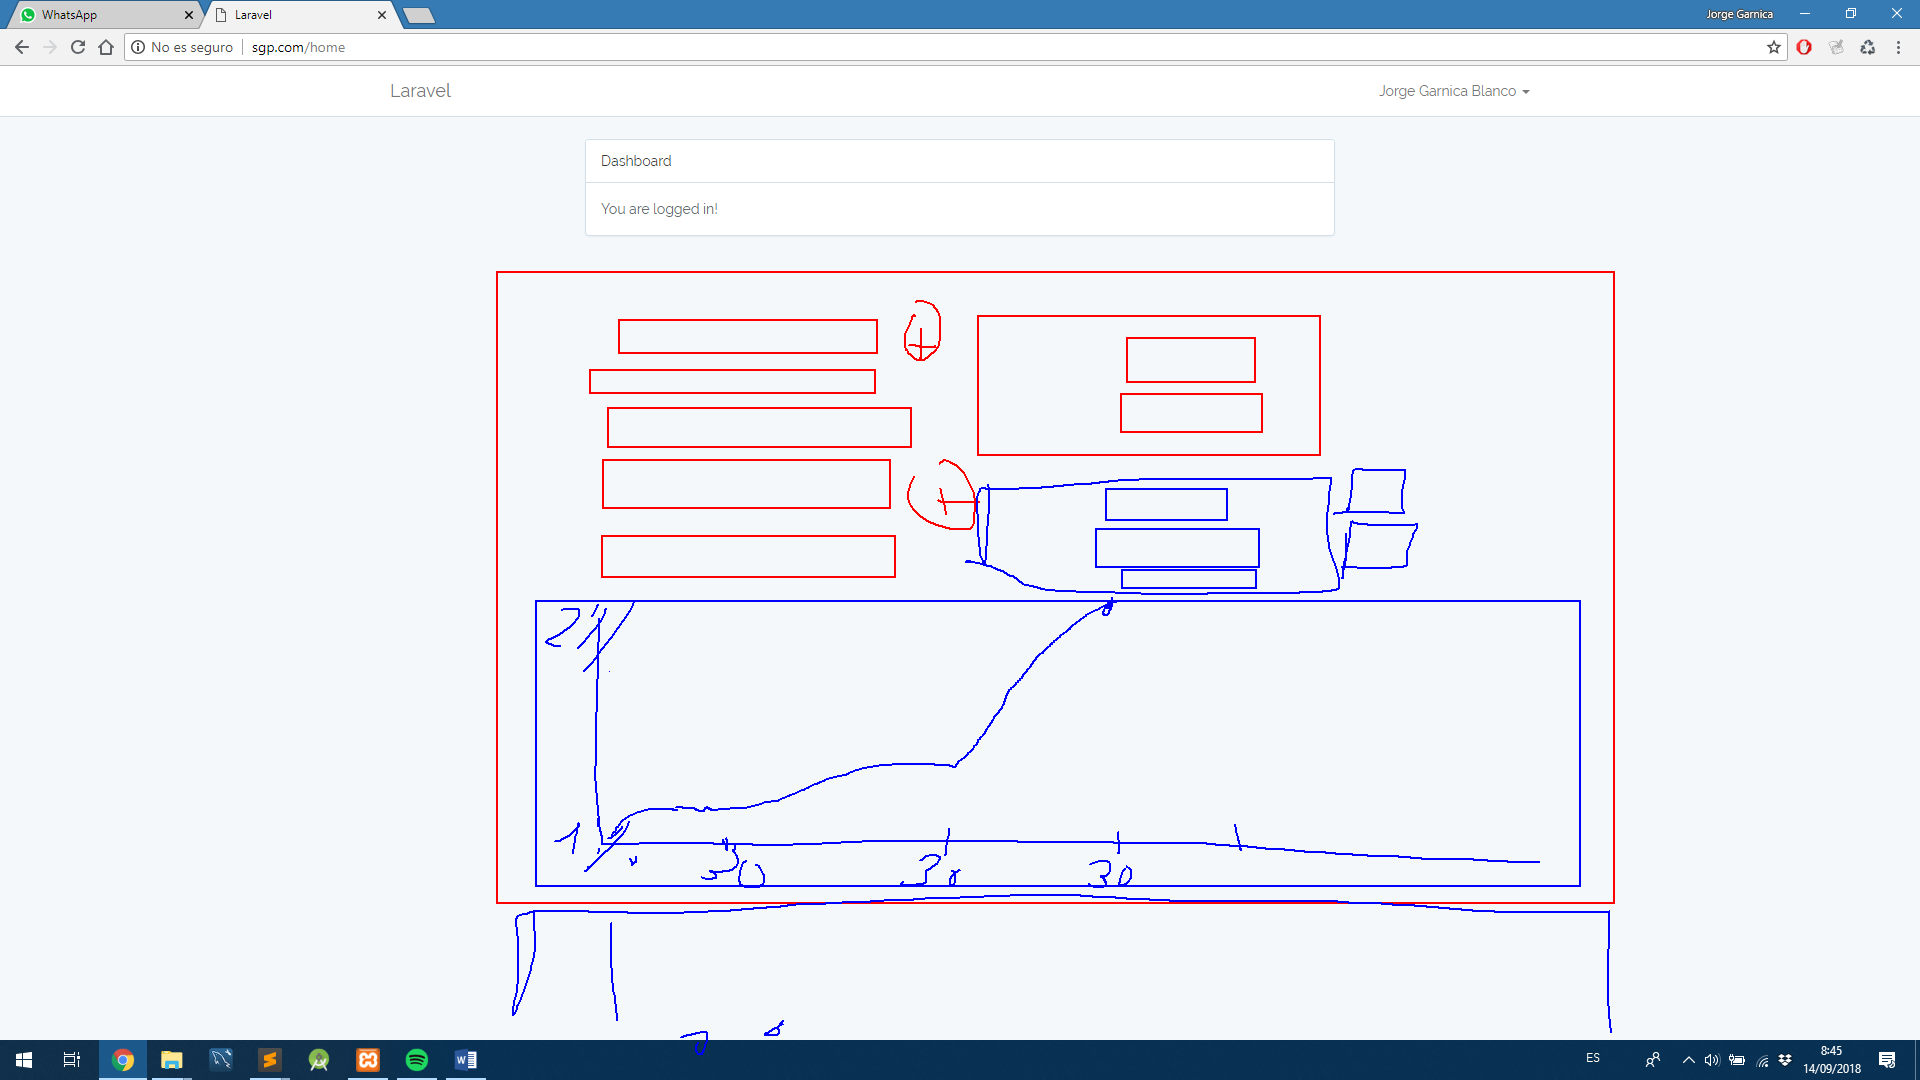 WhatsApp
Laravel
Jorge Garnica
No es seguro
sgp.com/home
Laravel
Jorge Garnica Blanco
Dashboard
You are logged in!
1
30
30
30
ES
8:45
14/09/2018